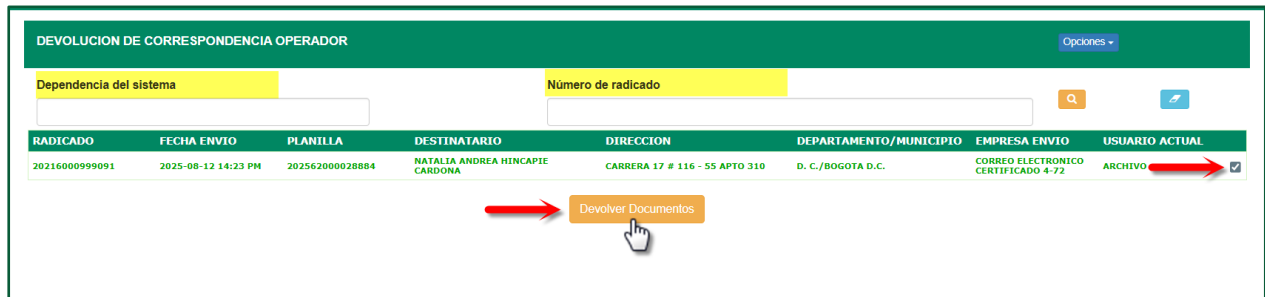 DEVOLUCION DE CORRESPONDENCIA OPERADOR Opciones
Dependencia del sistema Número de radicado
RADICADO FECHA ENVIO PLANILLA DESTINATARIO DIRECCION DEPARTAMENTO/MUNICIPIO EMPRESA ENVIO USUARIO ACTUAL
20216000999091 2025-08-12 14:23 PM 202562000028884 NATALIA ANDREA HINCAPIE CARDONA CARRERA 17 # 116 - 55 APTO 310 D. C./BOGOTA D.C. CORREO ELECTRONICO CERTIFICADO 4-72 ARCHIVO
Devolver Documentos